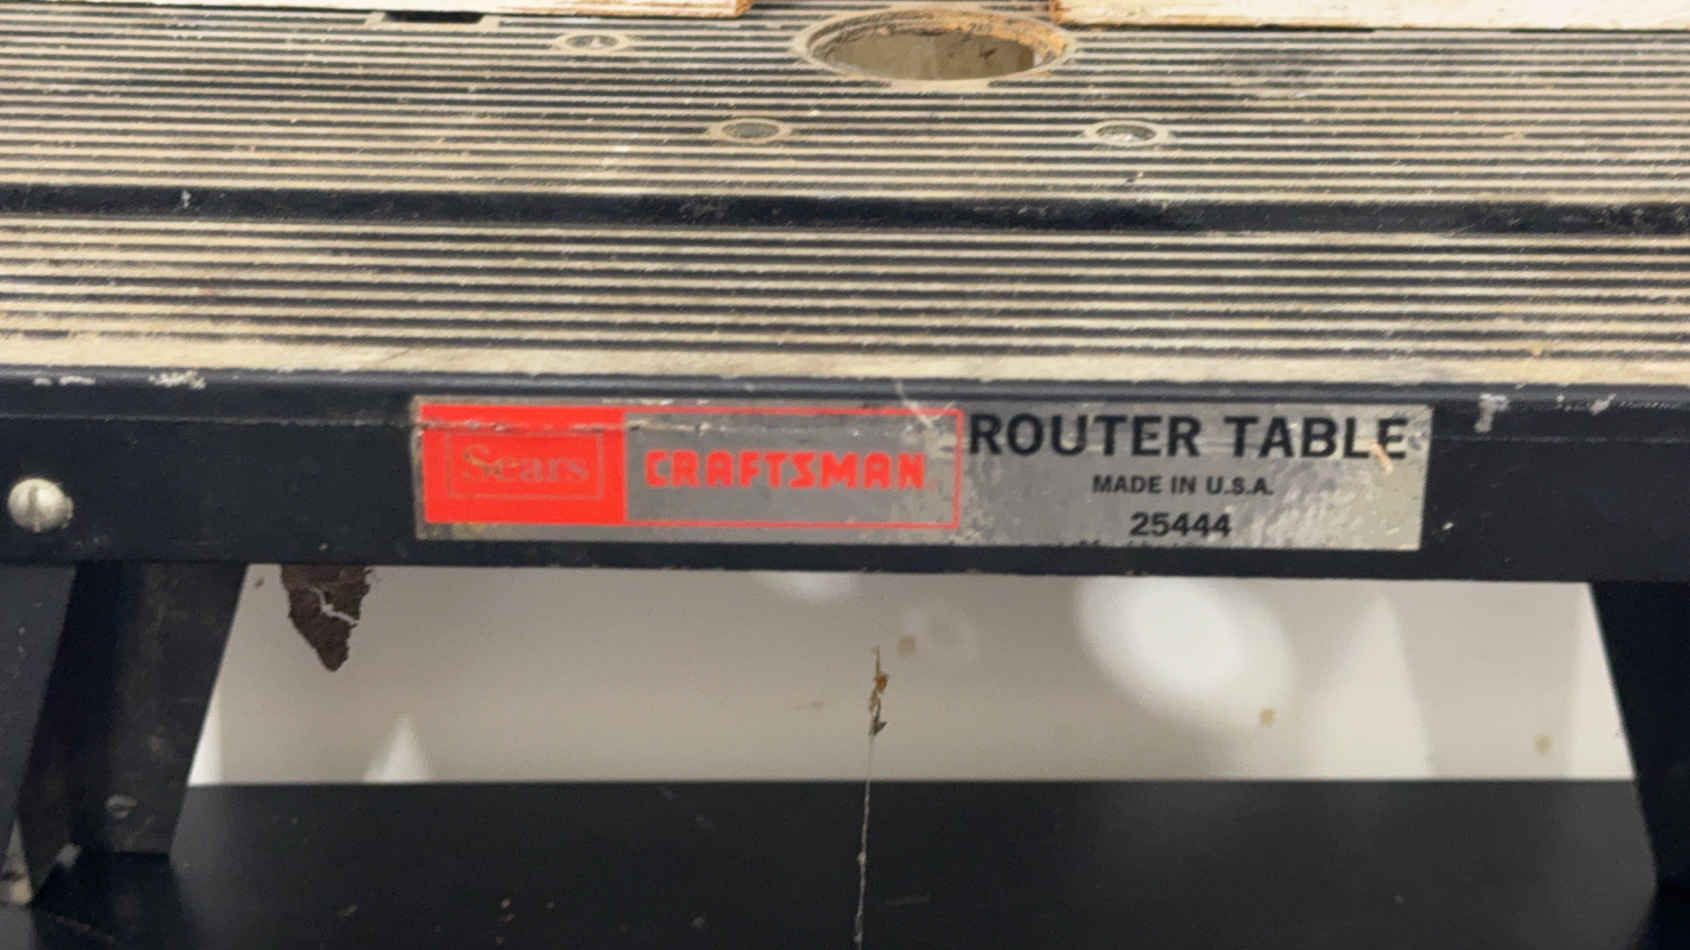 Sears CRAFTSMAN ROUTER TABLE
MADE IN U.S.A.
25444